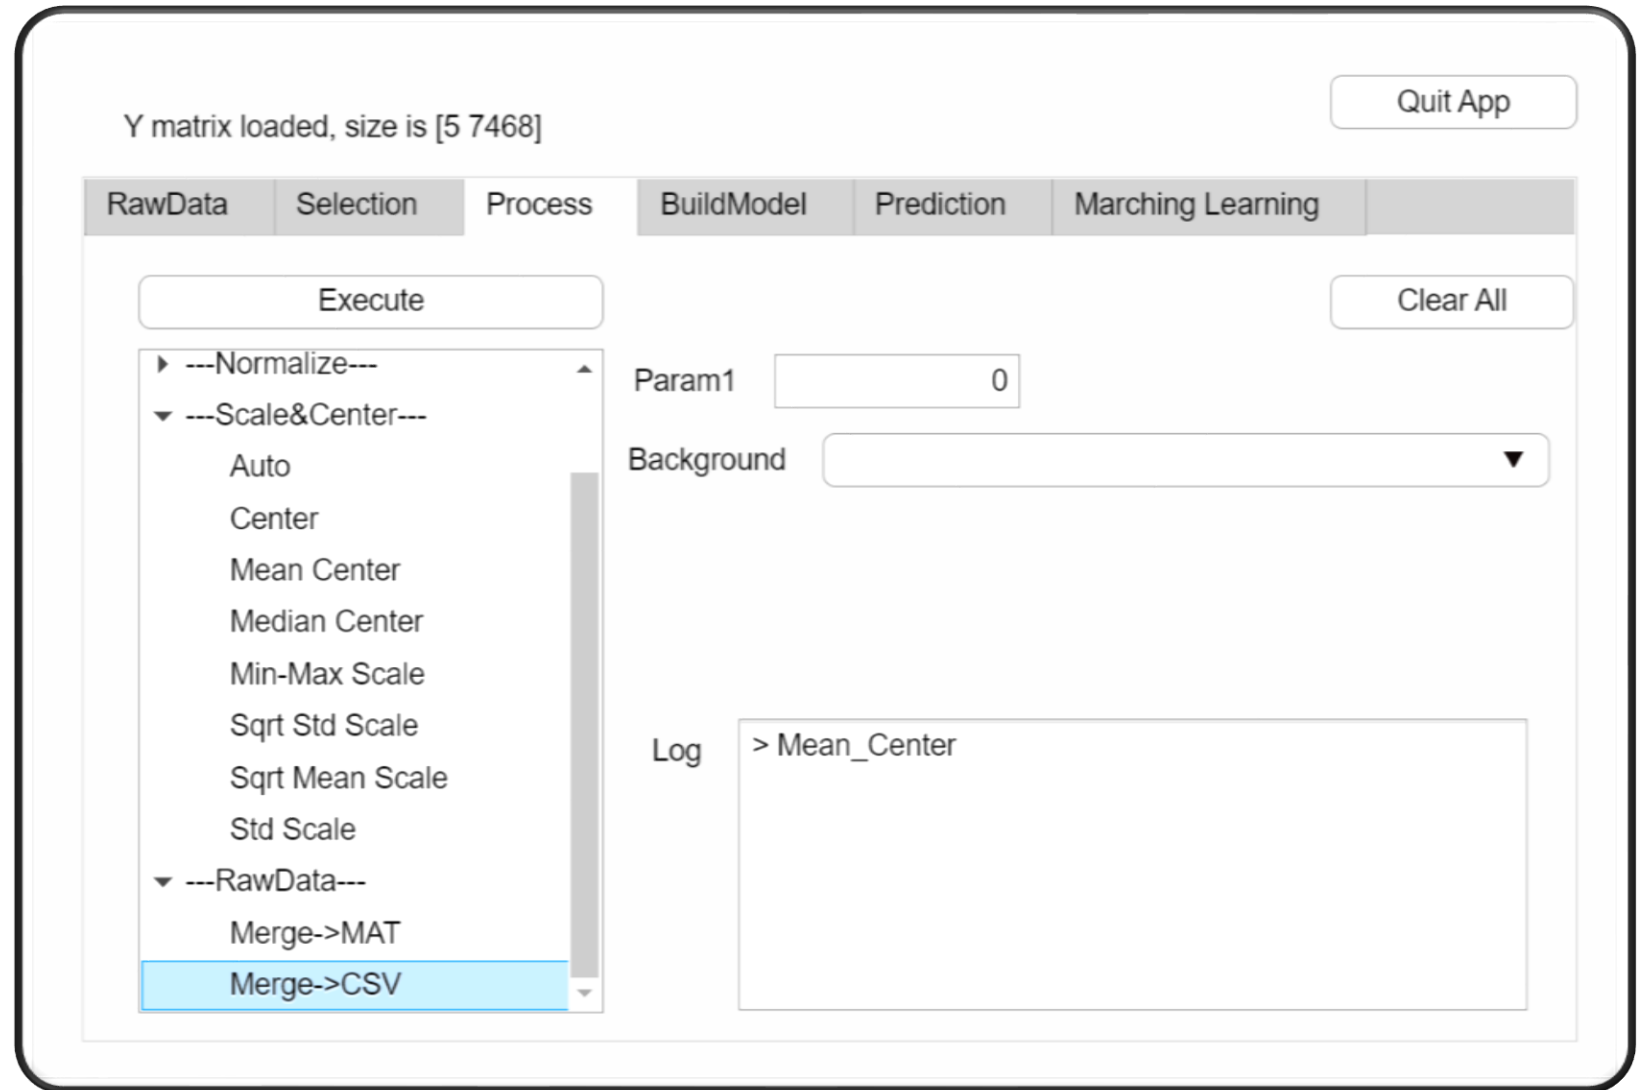 Quit App
Y matrix loaded, size is [5 7468]
RawData Selection Process BuildModel Prediction Marching Learning
Execute
Clear All
---Normalize---
Param1 0
---Scale&Center---
Background
Auto
Center
Mean Center
Median Center
Min-Max Scale
Sqrt Std Scale
Log > Mean_Center
Sqrt Mean Scale
Std Scale
---RawData---
Merge->MAT
Merge->CSV